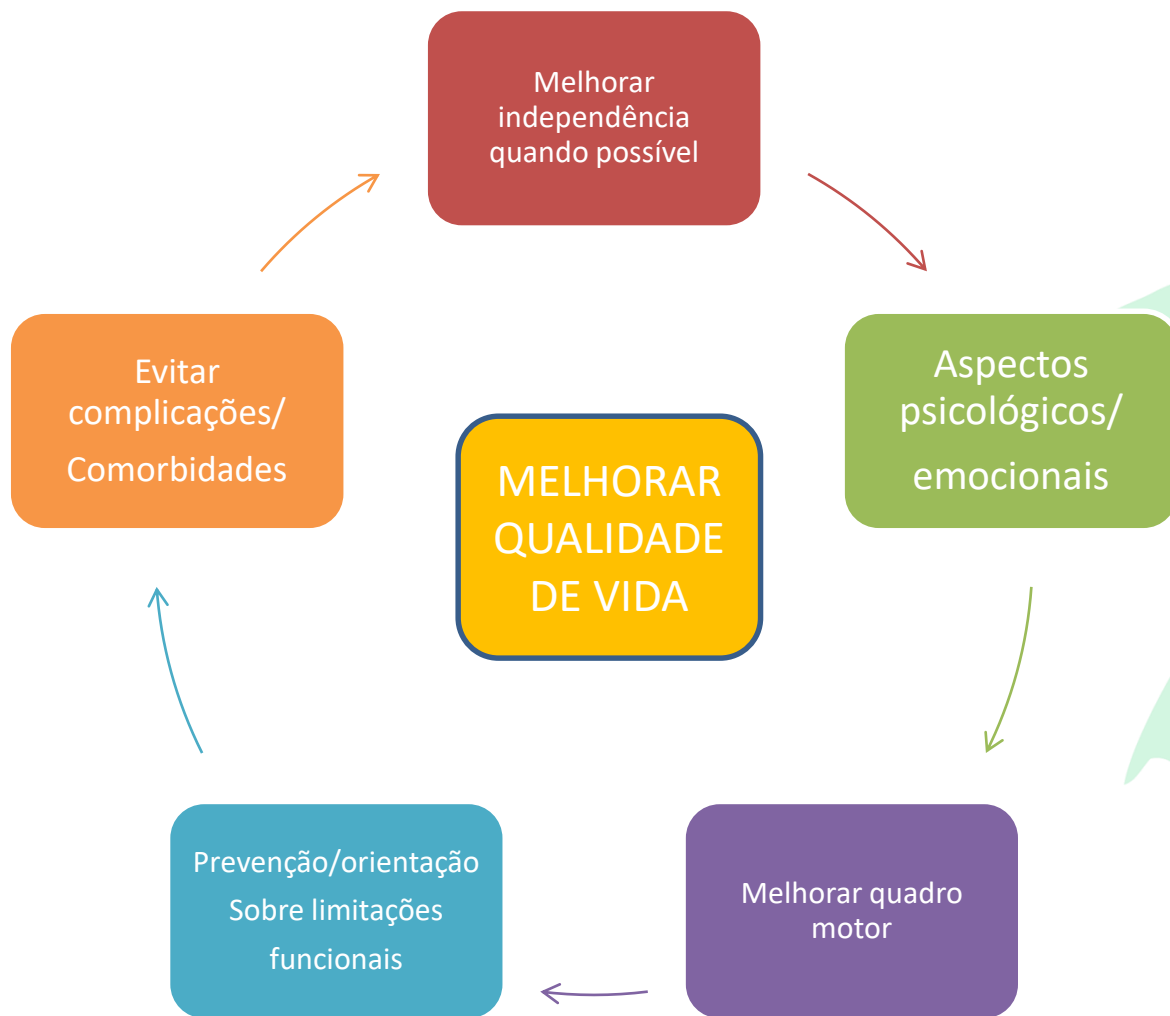 Melhorar
independência
quando possível
Aspectos
psicológicos/
emocionais
Melhorar quadro
motor
Prevenção/orientação
Sobre limitações
funcionais
Evitar
complicações/
Comorbidades
MELHORAR
QUALIDADE
DE VIDA